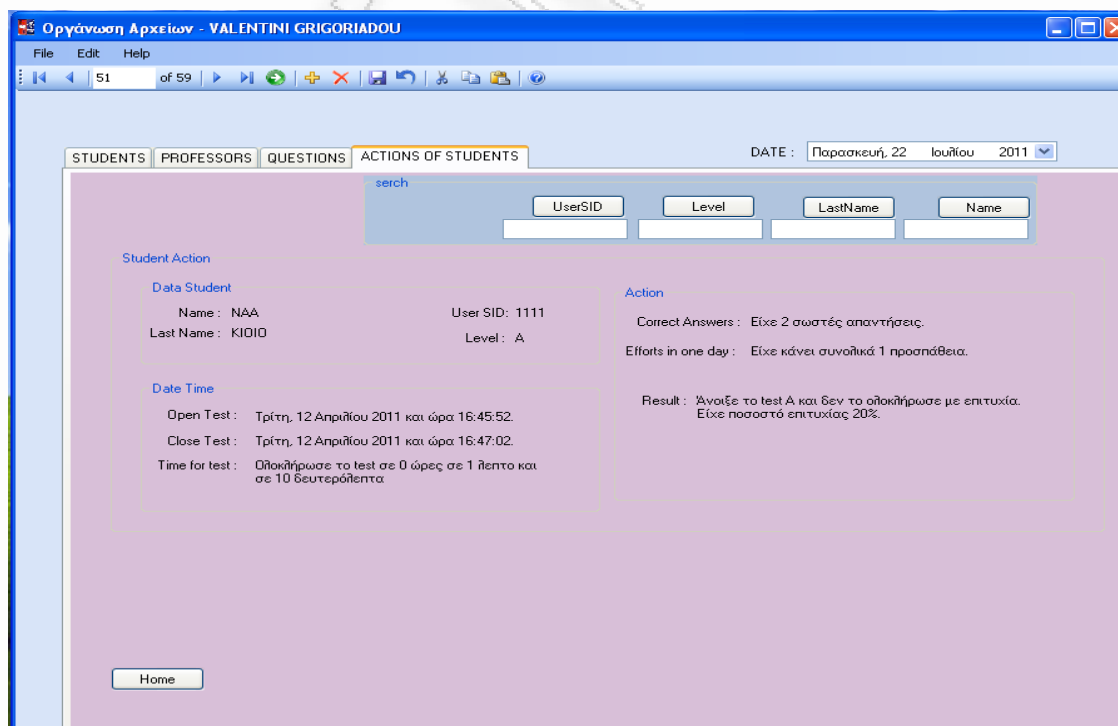 Οργάνωση Αρχείων - VALENTINI GRIGORIADOU
File Edit Help
51 of 59
STUDENTS PROFESSORS QUESTIONS ACTIONS OF STUDENTS
DATE : Παρασκευή, 22 Ιουλίου 2011
serch
UserSID Level LastName Name
Student Action
Data Student
Name : NAA User SID: 1111
Last Name : KIOIO Level : A
Date Time
Open Test : Τρίτη, 12 Απριλίου 2011 και ώρα 16:45:52.
Close Test : Τρίτη, 12 Απριλίου 2011 και ώρα 16:47:02.
Time for test : Ολοκλήρωσε το test σε 0 ώρες σε 1 λεπτο και
σε 10 δευτερόλεπτα
Action
Correct Answers : Είχε 2 σωστές απαντήσεις.
Efforts in one day : Είχε κάνει συνολικά 1 προσπάθεια.
Result : Άνοιξε το test A και δεν το ολοκλήρωσε με επιτυχία.
Είχε ποσοστό επιτυχίας 20%.
Home